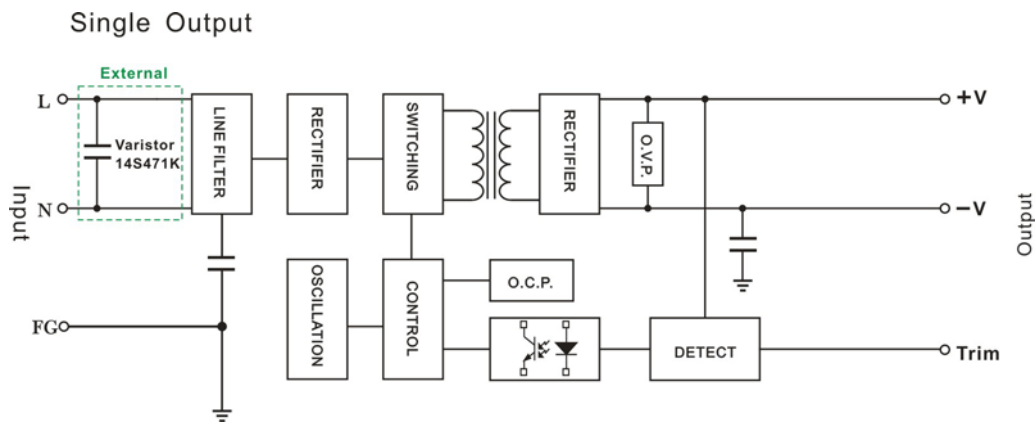 Single Output
External
L
Varistor
14S471K
N
FG
Input
LINE FILTER
RECTIFIER
SWITCHING
RECTIFIER
O.V.P.
+V
−V
Output
OSCILLATION
CONTROL
O.C.P.
DETECT
Trim